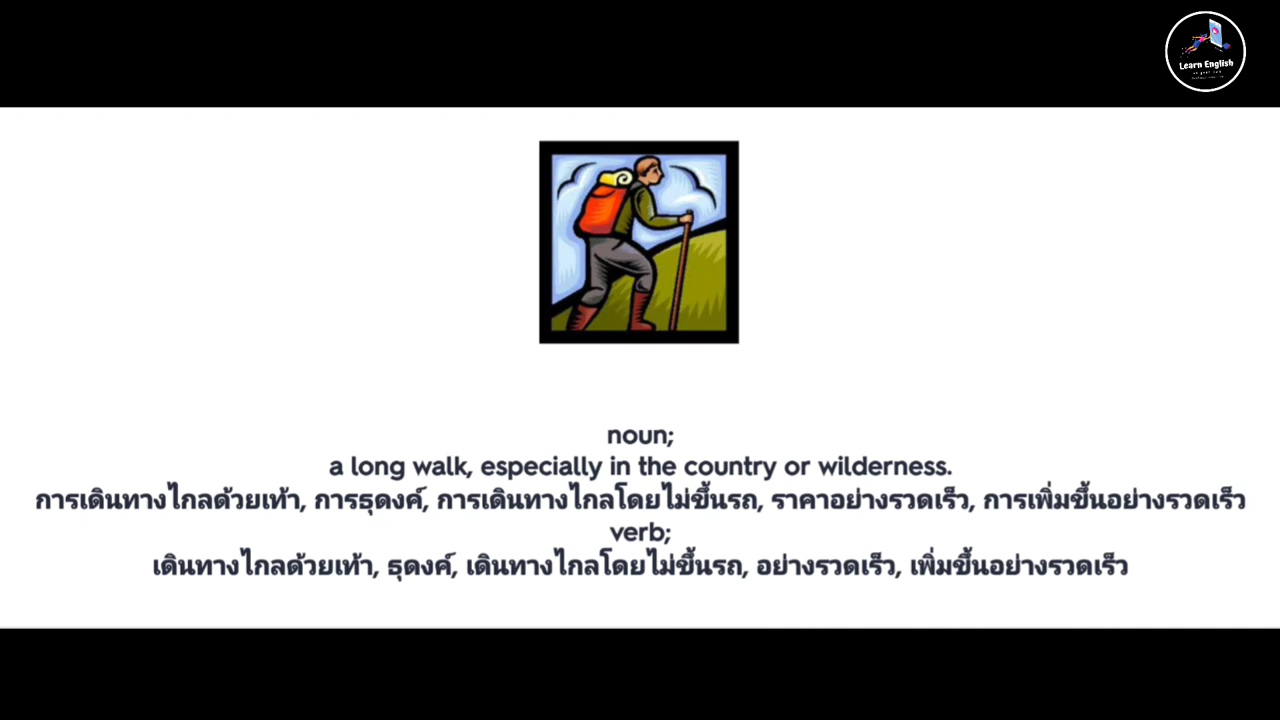 Learn English
noun;
a long walk, especially in the country or wilderness.
การเดินทางไกลด้วยเท้า, การธุดงค์, การเดินทางไกลโดยไม่ขึ้นรถ, ราคาอย่างรวดเร็ว, การเพิ่มขึ้นอย่างรวดเร็ว
verb;
เดินทางไกลด้วยเท้า, ธุดงค์, เดินทางไกลโดยไม่ขึ้นรถ, อย่างรวดเร็ว, เพิ่มขึ้นอย่างรวดเร็ว